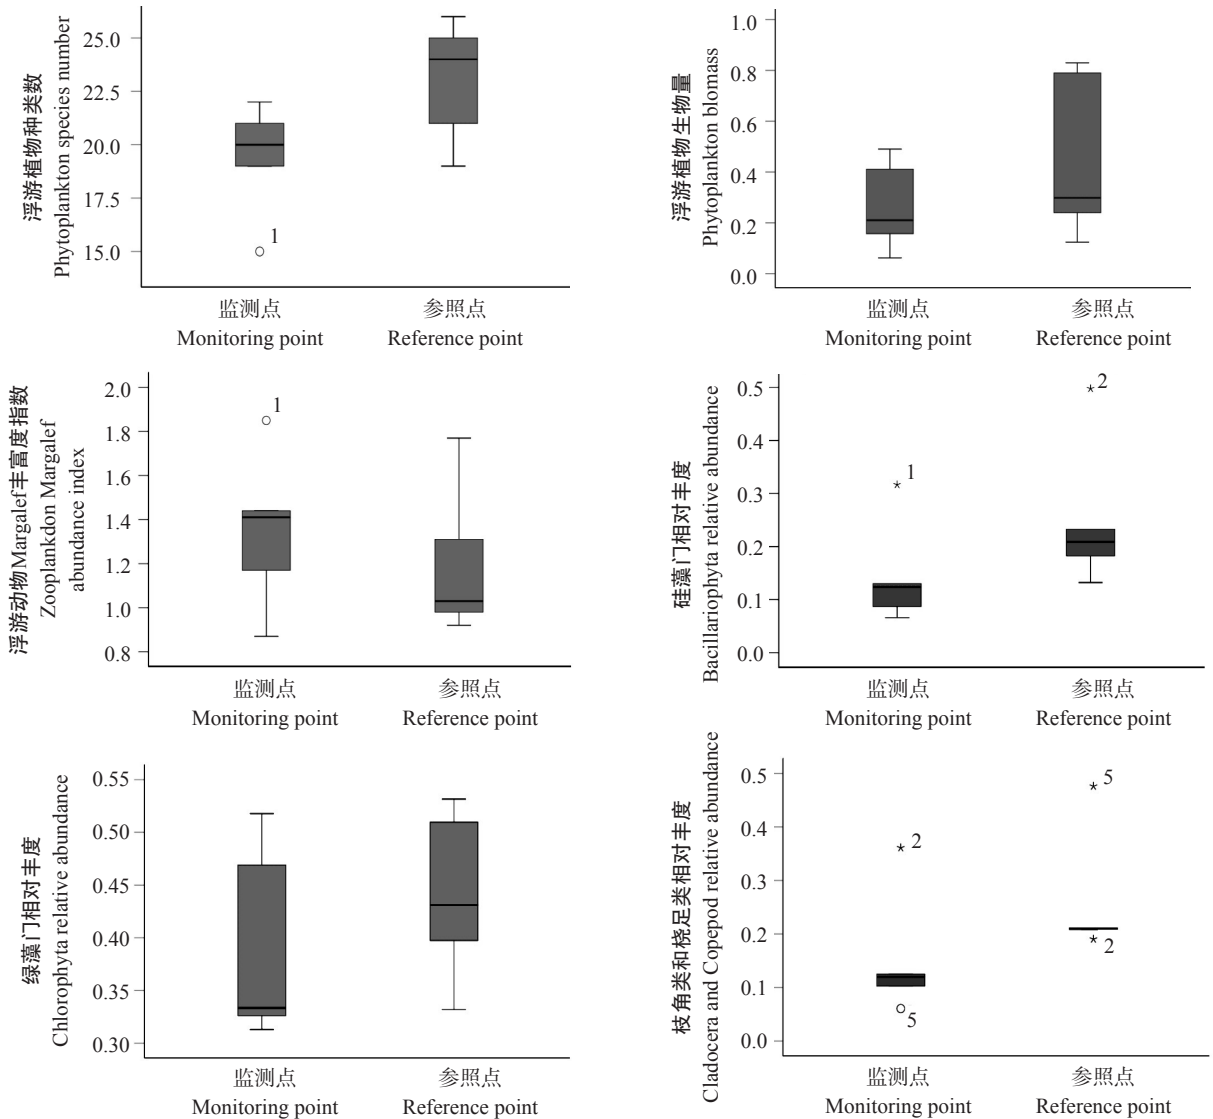 浮游植物种类数
Phytoplankton species number
25.0
22.5
20.0
17.5
15.0
1
监测点
参照点
Monitoring point
Reference point
浮游植物生物量
Phytoplankton blomass
1.0
0.8
0.6
0.4
0.2
0.0
监测点
参照点
Monitoring point
Reference point
浮游动物Margalef丰富度指数
Zooplankdon Margalef
abundance index
2.0
1.8
1.6
1.4
1.2
1.0
0.8
1
监测点
参照点
Monitoring point
Reference point
硅藻门相对丰度
Bacillariophyta relative abundance
0.5
0.4
0.3
0.2
0.1
0.0
1
2
监测点
参照点
Monitoring point
Reference point
绿藻门相对丰度
Chlorophyta relative abundance
0.55
0.50
0.45
0.40
0.35
0.30
监测点
参照点
Monitoring point
Reference point
枝角类和桡足类相对丰度
Cladocera and Copepod relative abundance
0.5
0.4
0.3
0.2
0.1
0.0
2
5
5
2
监测点
参照点
Monitoring point
Reference point